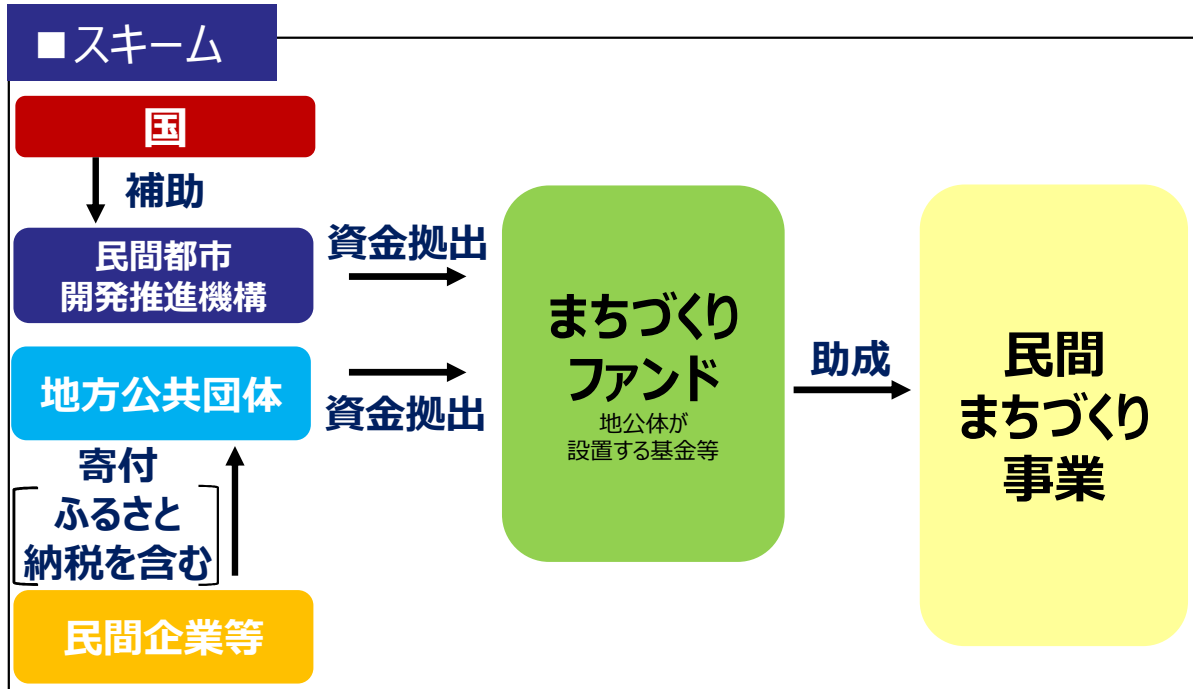 ■スキーム
国
補助
民間都市
開発推進機構
資金拠出
地方公共団体
資金拠出
寄付
ふるさと
納税を含む
民間企業等
まちづくり
ファンド
地公体が
設置する基金等
助成
民間
まちづくり
事業